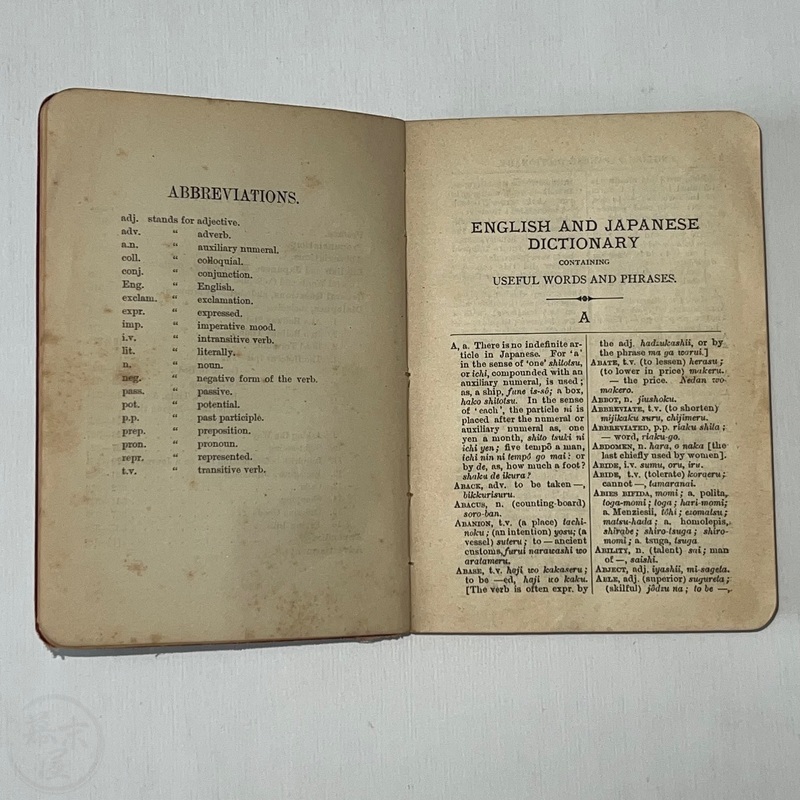 ABBREVIATIONS.
adj. stands for adjective.
adv. “ adverb.
a.n. “ auxiliary numeral.
coll. “ colloquial.
conj. “ conjunction.
Eng. “ English.
exclam. “ exclamation.
expr. “ expressed.
imp. “ imperative mood.
i.v. “ intransitive verb.
lit. “ literally.
n. “ noun.
neg. “ negative form of the verb.
pass. “ passive.
pot. “ potential.
p.p. “ past participle.
prep. “ preposition.
pron. “ pronoun.
repr. “ represented.
t.v. “ transitive verb.
ENGLISH AND JAPANESE
DICTIONARY
CONTAINING
USEFUL WORDS AND PHRASES.
A
A, a. There is no indefinite ar-
ticle in Japanese. For ‘a’
in the sense of ‘one’ shitotsu,
or ichi, compounded with an
auxiliary numeral, is used;
as, a ship, fune is-sō; a box,
hako shitotsu. In the sense
of ‘each’, the particle ni is
placed after the numeral or
auxiliary numeral as, one
yen a month, shito tsuki ni
ichi yen; five tempō a man,
ichi nin ni tempō go mai: or
by de, as, how much a foot?
shaku de ikura?
ABACK, adv. to be taken —,
bikkurisuru.
ABACUS, n. (counting-board)
soro-ban.
ABANION, t.v. (a place) tachi-
noku; (an intention) yosu; (a
vessel) suteru; to — ancient
customs, furui narawashi wo
aratameru.
ABASE, t.v. haji wo kakaseru;
to be —ed, haji wo kaku.
[The verb is often expr. by
the adj. hadzukashii, or by
the phrase ma ga warui.]
ABATE, t.v. (to lessen) herasu;
(to lower in price) makeru.
— the price. Nedan wo-
makero.
ABBOT, n. jiushoku.
ABBREVIATE, t.v. (to shorten)
mijikaku suru, chijimeru.
ABBREVIATED, p.p. riaku shita;
— word, riaku-go.
ABDOMEN, n. hara, o naka [the
last chiefly used by women].
ABIDE, i.v. sumu, oru, iru.
ABIDE, t.v. (tolerate) koraeru;
cannot —, tamaranai.
ABIES BIFIDA, momi; a. polita,
toga-momi; toga; hari-momi;
a. Menziesii, tōhi; ezomatsu;
matsu-hada; a. homolepis,
shirabe; shiro-tsuga; shiro-
momi; a. tsuga, tsuga.
ABILITY, n. (talent) sai; man
of —, saishi.
ABJECT, adj. iyashii, mi-sageta.
ABLE, adj. (superior) sugureta;
(skilful) jōdzu na; to be —,